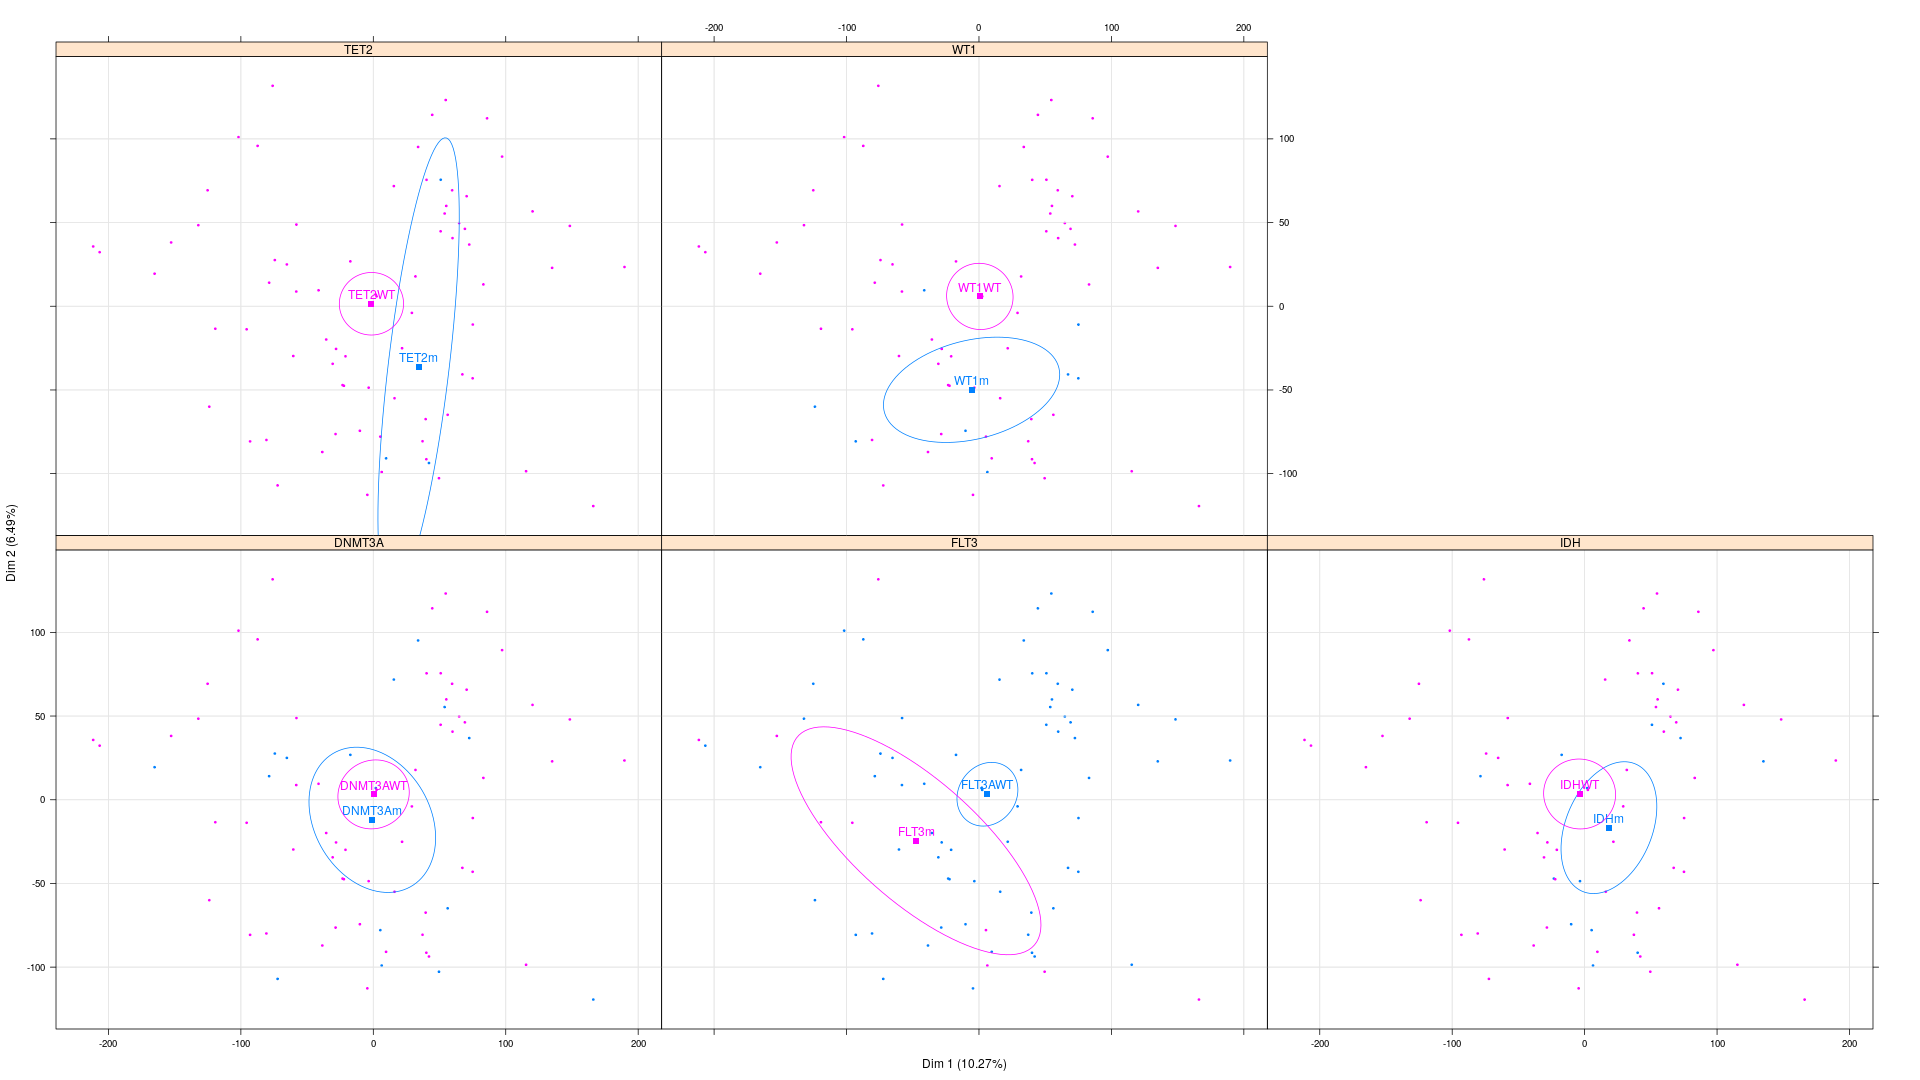 -200 -100 0 100 200
TET2 WT1
100
50
0
-50
-100
TET2WT
TET2m
WT1WT
WT1m
Dim 2 (6.49%)
DNMT3A FLT3 IDH
100
50
0
-50
-100
DNMT3AWT
DNMT3Am
FLT3AWT
FLT3m
IDHWT
IDHm
-200 -100 0 100 200 -200 -100 0 100 200
Dim 1 (10.27%)